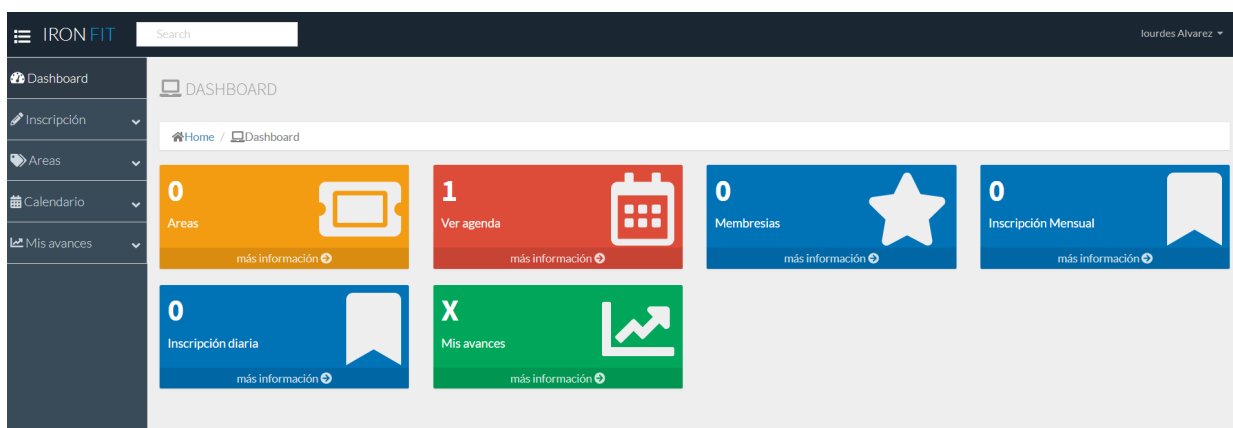 IRON FIT
Search
lourdes Alvarez
Dashboard
Inscripción
Areas
Calendario
Mis avances
DASHBOARD
Home / Dashboard
0
Areas
más información
1
Ver agenda
más información
0
Membresias
más información
0
Inscripción Mensual
más información
0
Inscripción diaria
más información
X
Mis avances
más información